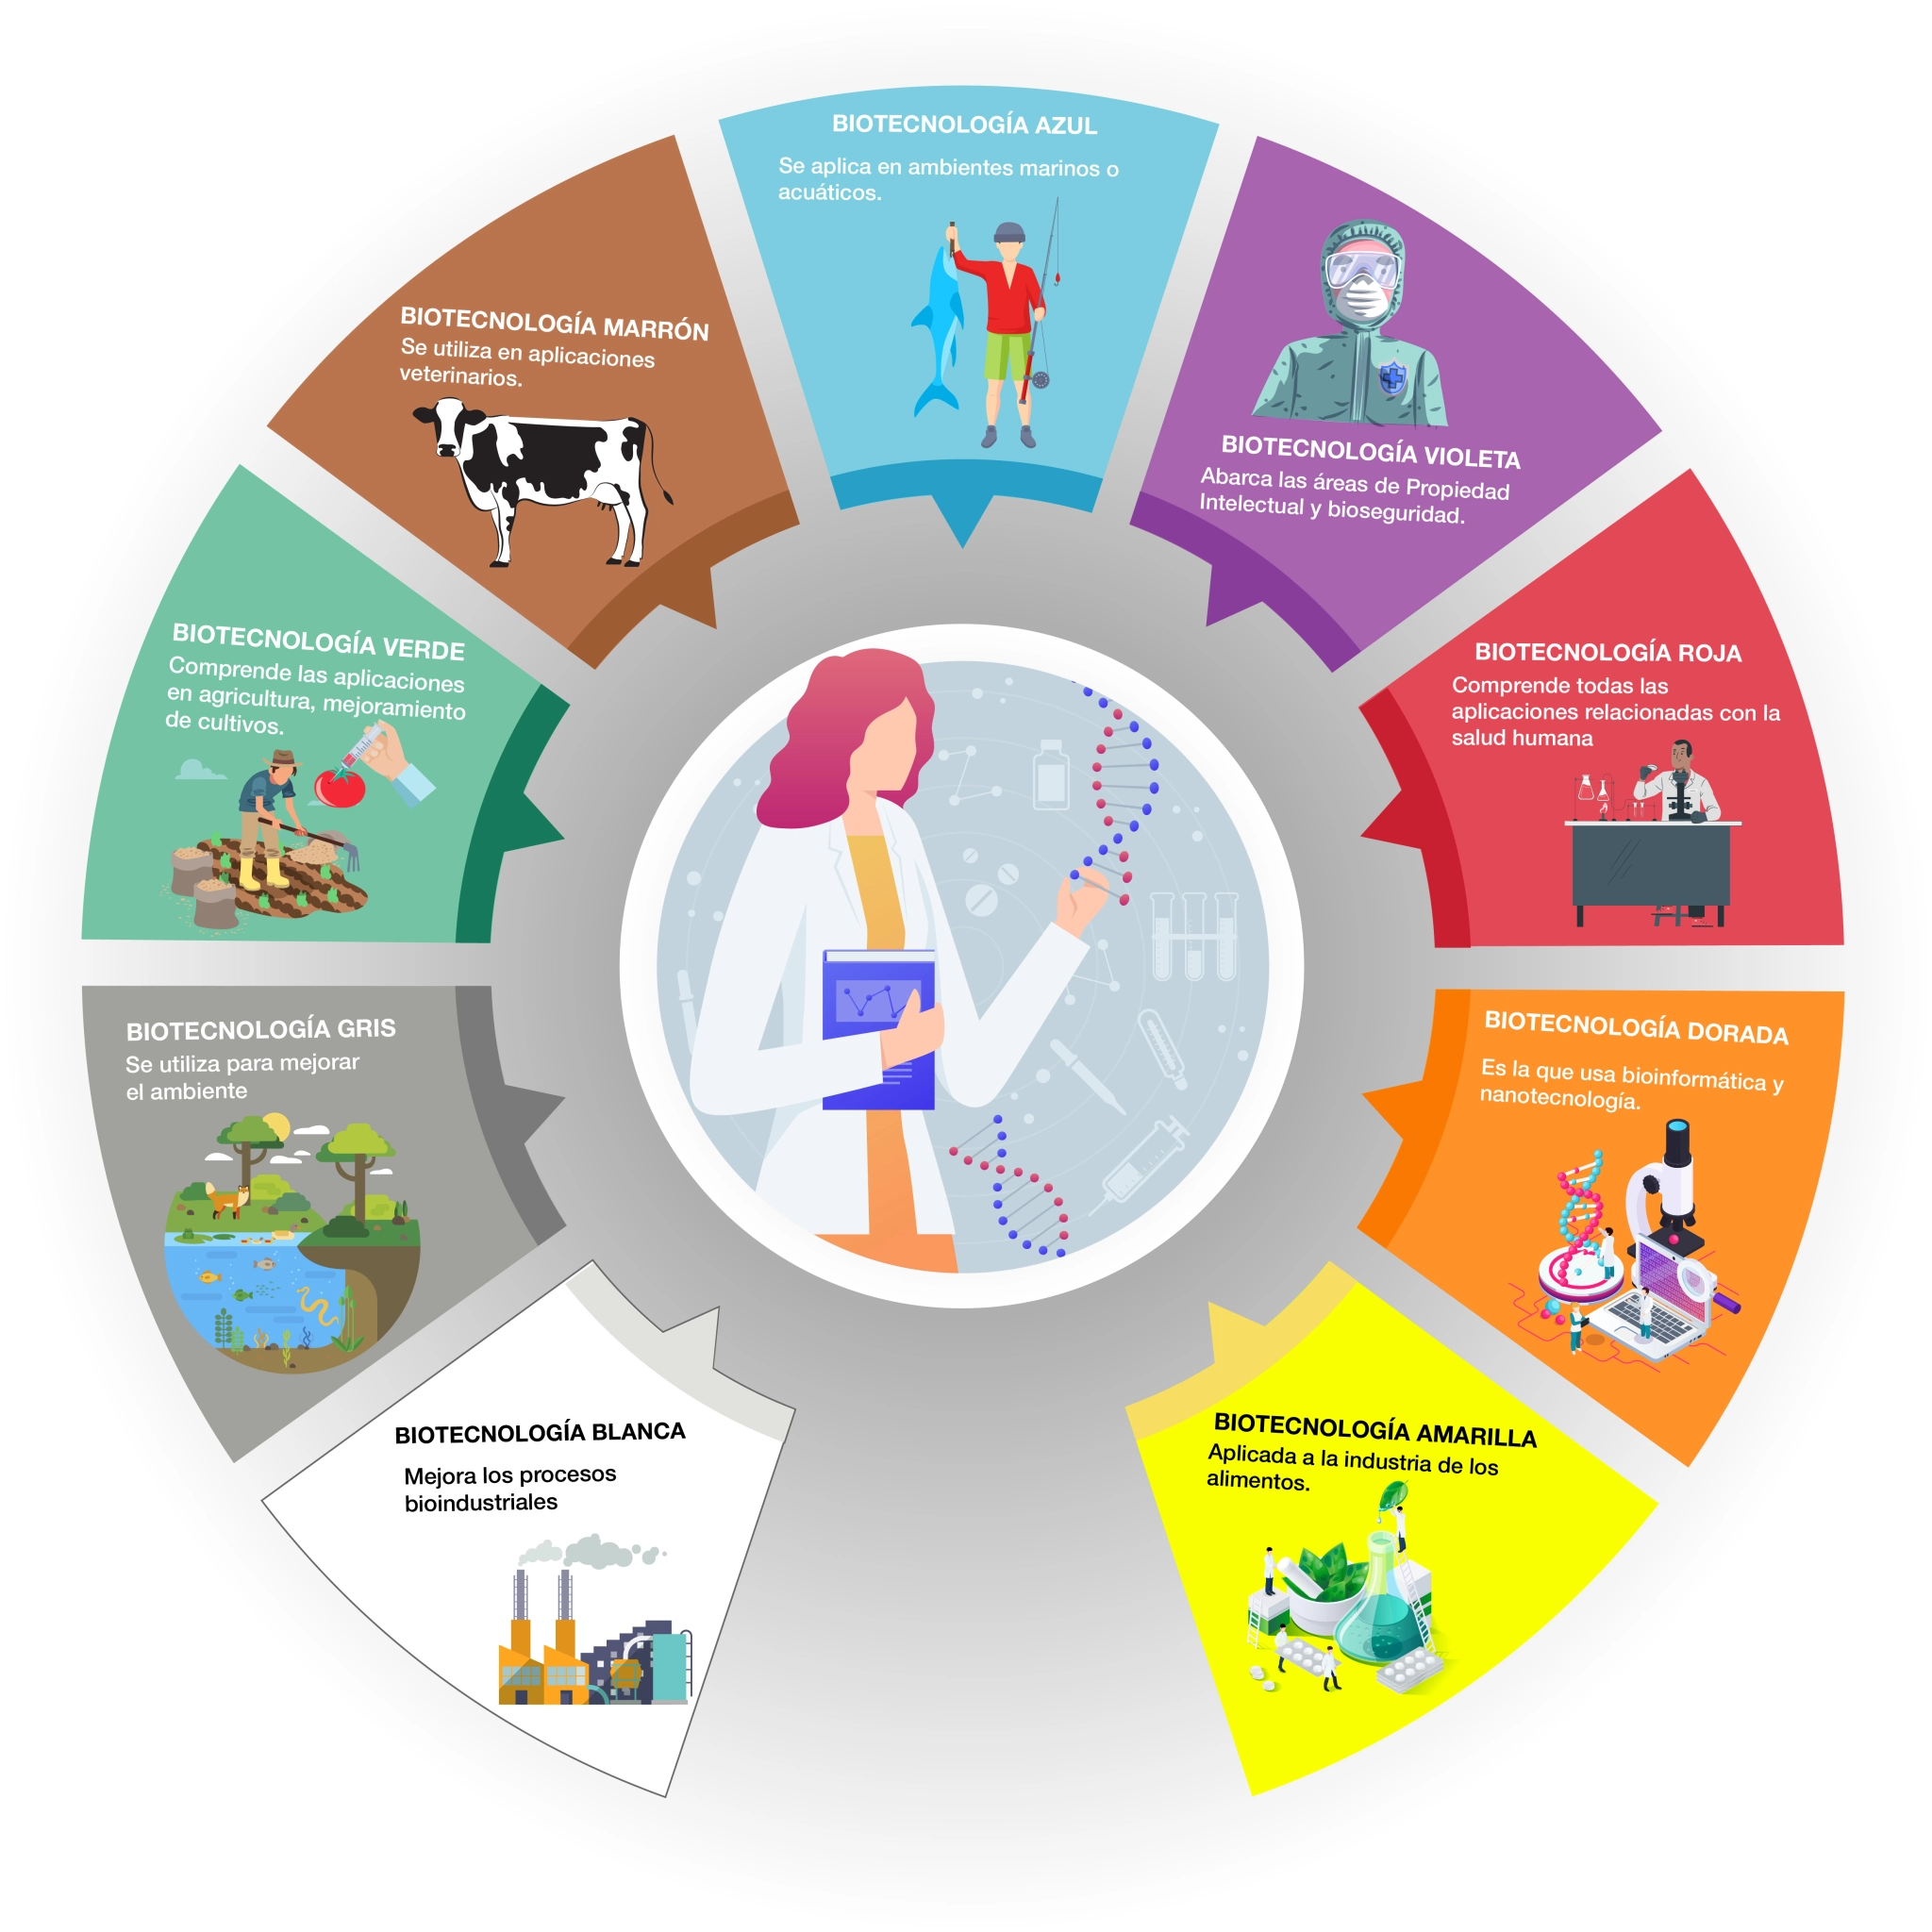 BIOTECNOLOGÍA AZUL
Se aplica en ambientes marinos o
acuáticos.
BIOTECNOLOGÍA VIOLETA
Abarca las áreas de Propiedad
Intelectual y bioseguridad.
BIOTECNOLOGÍA ROJA
Comprende todas las
aplicaciones relacionadas con la
salud humana
BIOTECNOLOGÍA DORADA
Es la que usa bioinformática y
nanotecnología.
BIOTECNOLOGÍA AMARILLA
Aplicada a la industria de los
alimentos.
BIOTECNOLOGÍA BLANCA
Mejora los procesos
bioindustriales
BIOTECNOLOGÍA GRIS
Se utiliza para mejorar
el ambiente
BIOTECNOLOGÍA VERDE
Comprende las aplicaciones
en agricultura, mejoramiento
de cultivos.
BIOTECNOLOGÍA MARRÓN
Se utiliza en aplicaciones
veterinarios.